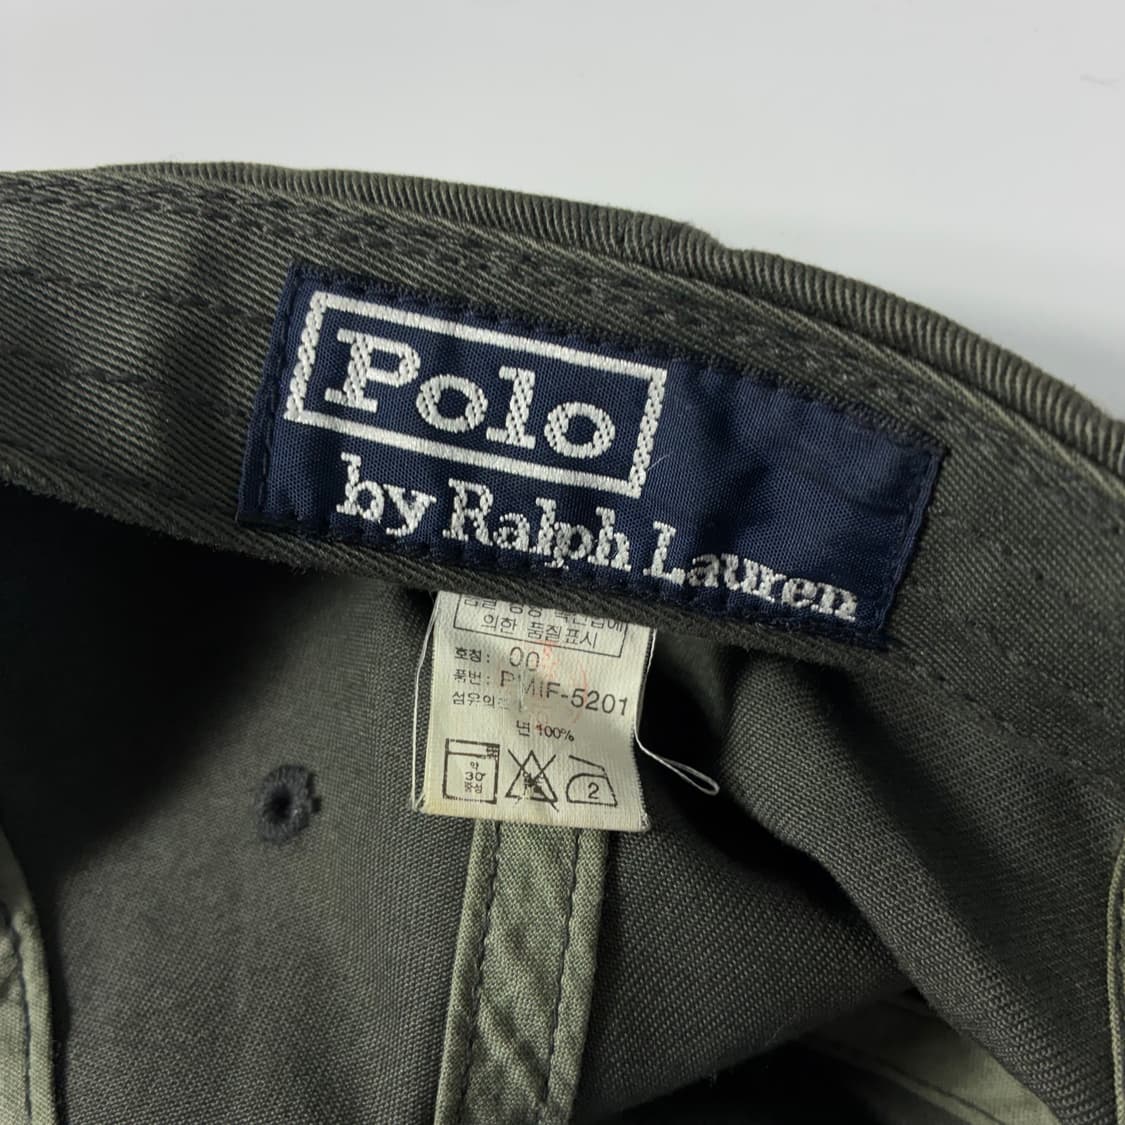 Polo
by Ralph Lauren
의한 품질표시
호칭: 00
품번: PMIF-5201
섬유의
면 100%
약
30
중성
2